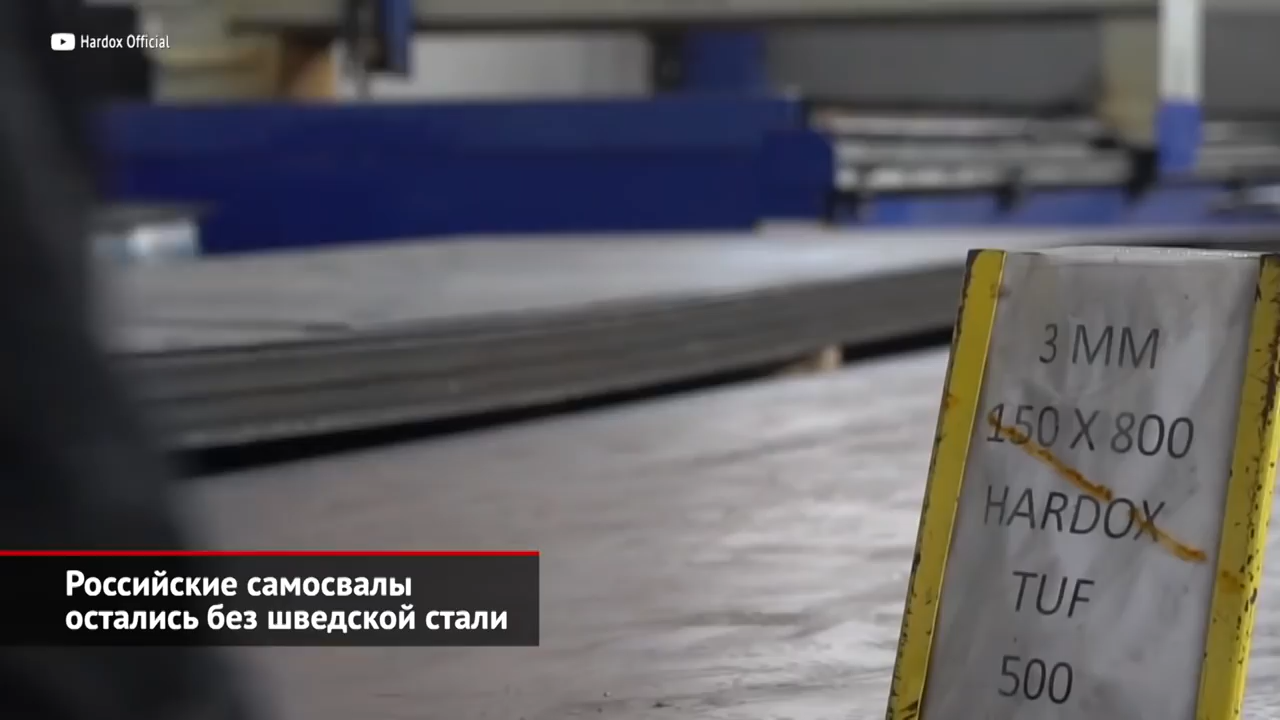 Hardox Official
3 MM
150 X 800
HARDOX
TUF
500
Российские самосвалы
остались без шведской стали